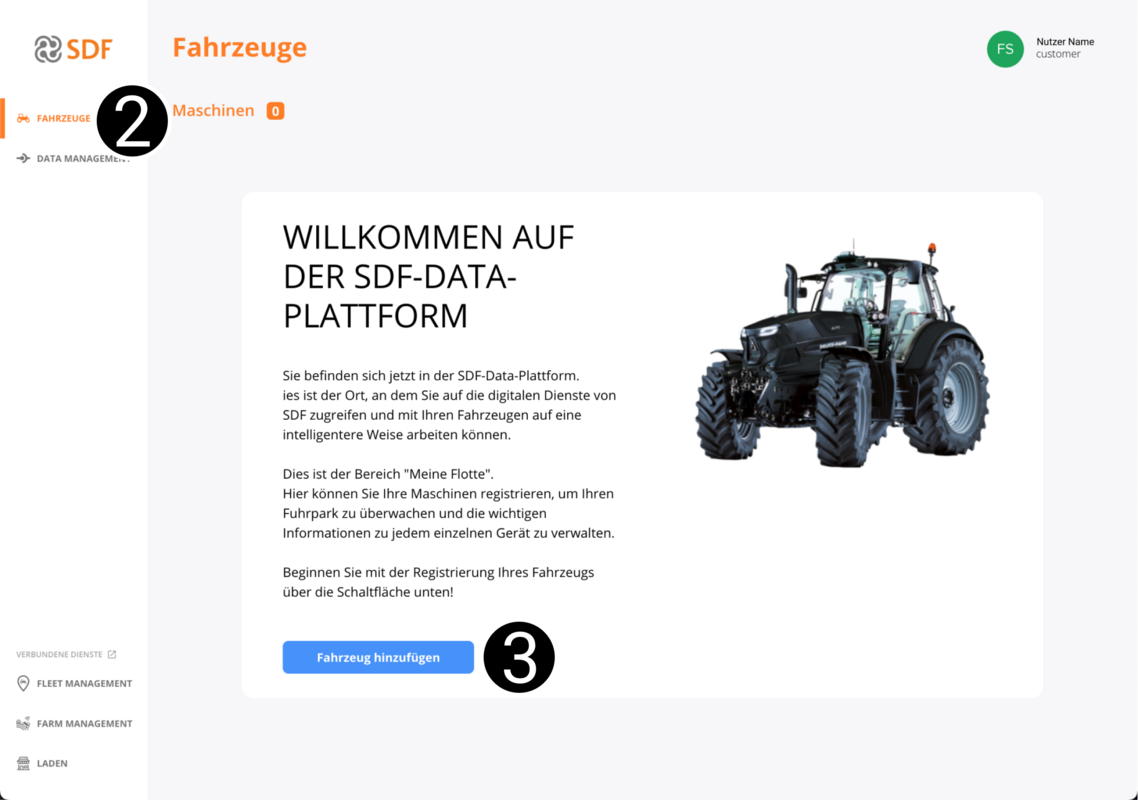 SDF
Fahrzeuge
FS
Nutzer Name
customer
FAHRZEUGE
2
Maschinen 0
DATA MANAGEMENT
WILLKOMMEN AUF
DER SDF-DATA-
PLATTFORM
Sie befinden sich jetzt in der SDF-Data-Plattform.
ies ist der Ort, an dem Sie auf die digitalen Dienste von
SDF zugreifen und mit Ihren Fahrzeugen auf eine
intelligentere Weise arbeiten können.
Dies ist der Bereich "Meine Flotte".
Hier können Sie Ihre Maschinen registrieren, um Ihren
Fuhrpark zu überwachen und die wichtigen
Informationen zu jedem einzelnen Gerät zu verwalten.
Beginnen Sie mit der Registrierung Ihres Fahrzeugs
über die Schaltfläche unten!
Fahrzeug hinzufügen
3
VERBUNDENE DIENSTE
FLEET MANAGEMENT
FARM MANAGEMENT
LADEN